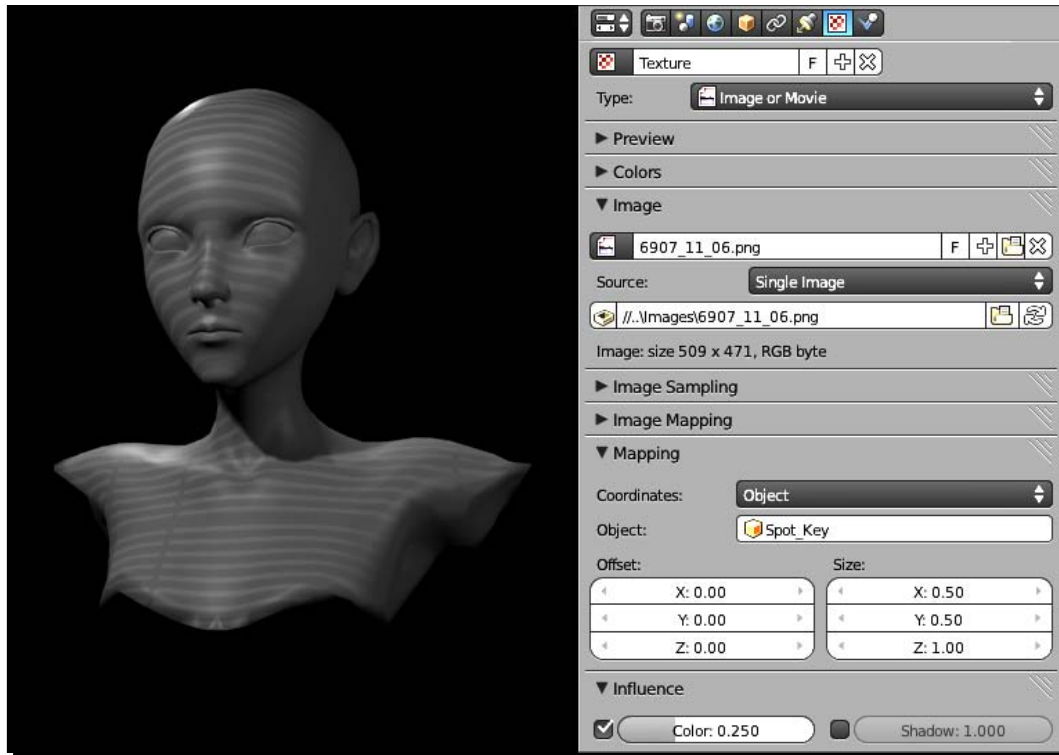 Texture F
Type: Image or Movie
Preview
Colors
Image
6907_11_06.png F
Source: Single Image
//..\Images\6907_11_06.png
Image: size 509 x 471, RGB byte
Image Sampling
Image Mapping
Mapping
Coordinates: Object
Object: Spot_Key
Offset: Size:
X: 0.00 X: 0.50
Y: 0.00 Y: 0.50
Z: 0.00 Z: 1.00
Influence
Color: 0.250 Shadow: 1.000